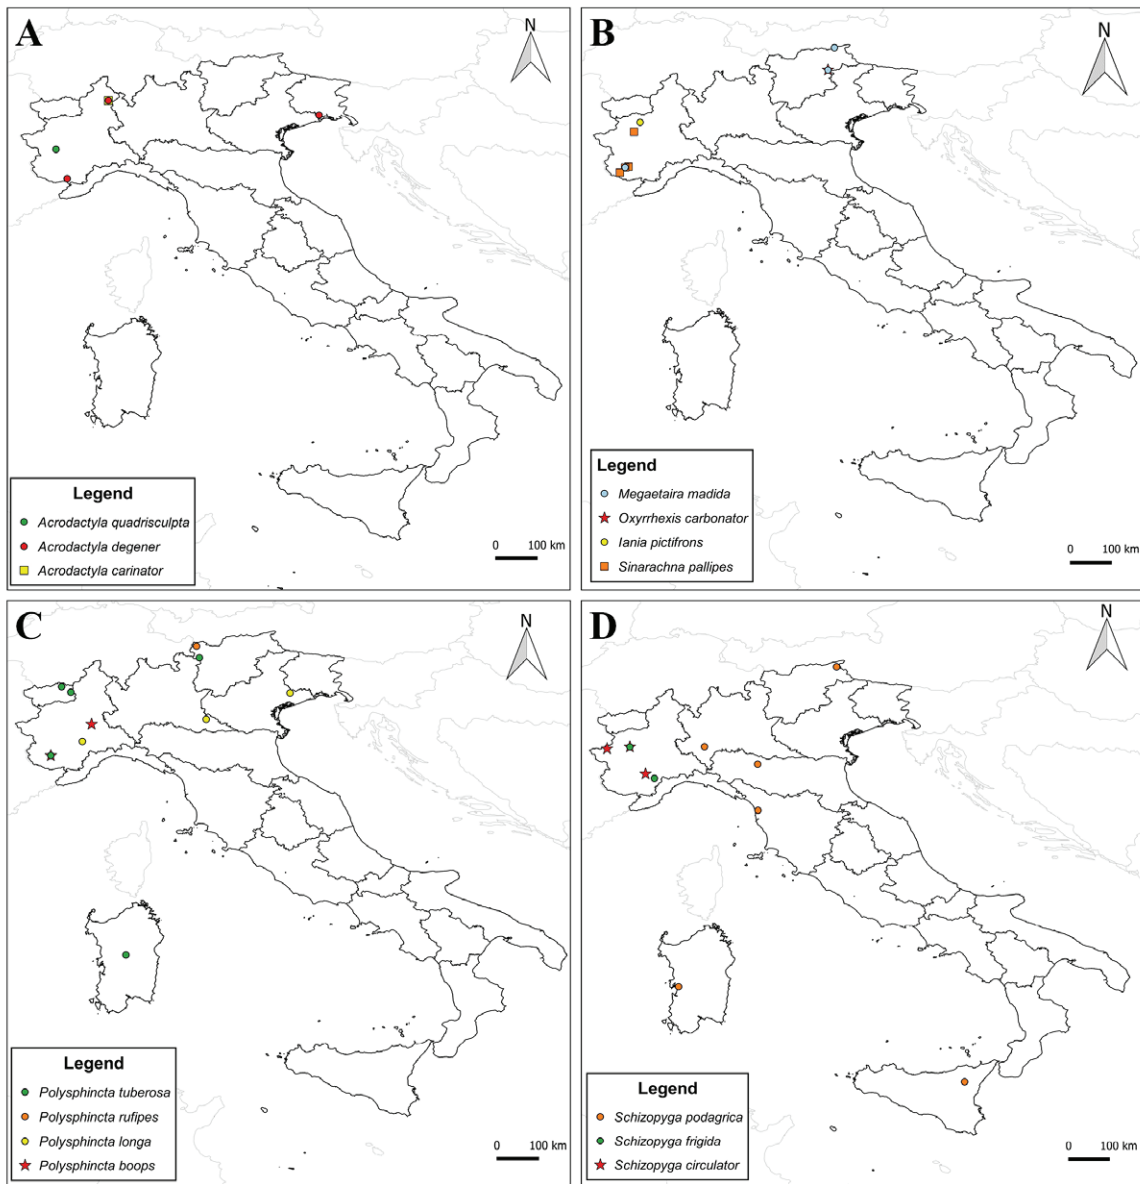 A
N
Legend
Acrodactyla quadrisculpta
Acrodactyla degener
Acrodactyla carinator
0 100 km
B
N
Legend
Megaetaira madida
Oxyrrhexis carbonator
Iania pictifrons
Sinarachna pallipes
0 100 km
C
N
Legend
Polysphincta tuberosa
Polysphincta rufipes
Polysphincta longa
Polysphincta boops
0 100 km
D
N
Legend
Schizopyga podagrica
Schizopyga frigida
Schizopyga circulator
0 100 km